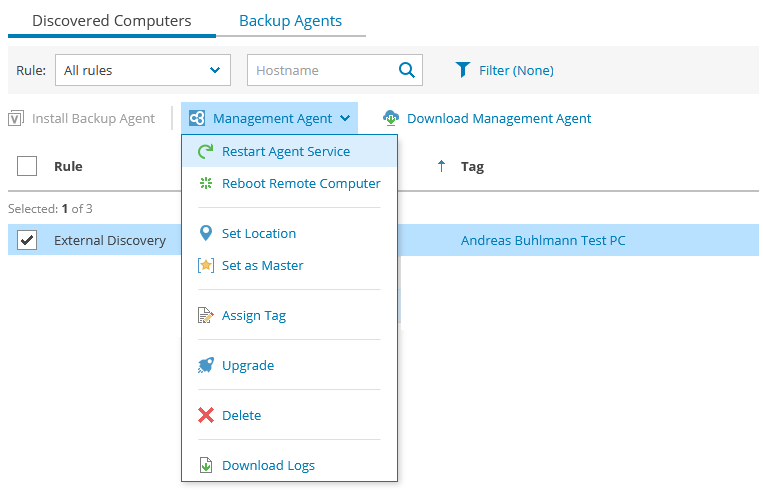 Discovered Computers Backup Agents
Rule: All rules Hostname Filter (None)
Install Backup Agent Management Agent Download Management Agent
Restart Agent Service
Rule Tag
Reboot Remote Computer
Selected: 1 of 3
Set Location
External Discovery Andreas Buhlmann Test PC
Set as Master
Assign Tag
Upgrade
Delete
Download Logs